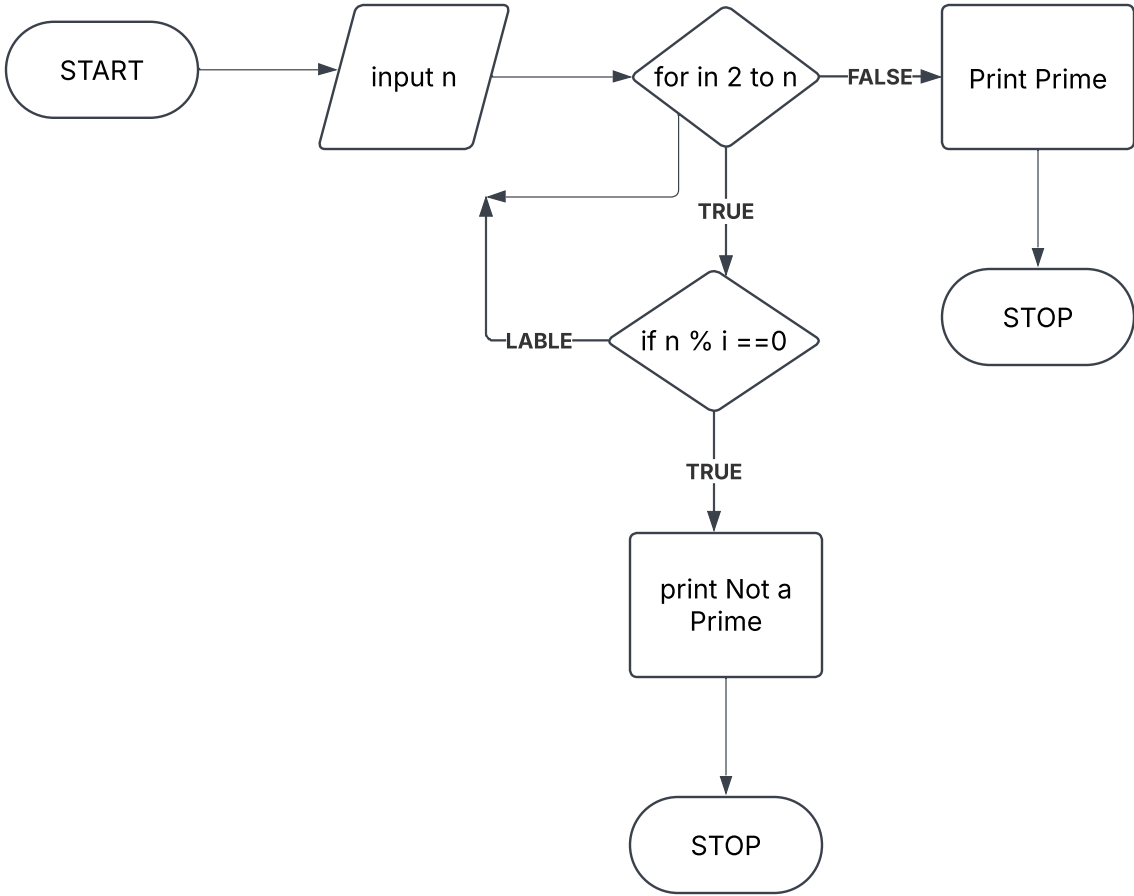 START
input n
for in 2 to n
FALSE
Print Prime
TRUE
STOP
LABLE
if n % i ==0
TRUE
print Not a
Prime
STOP